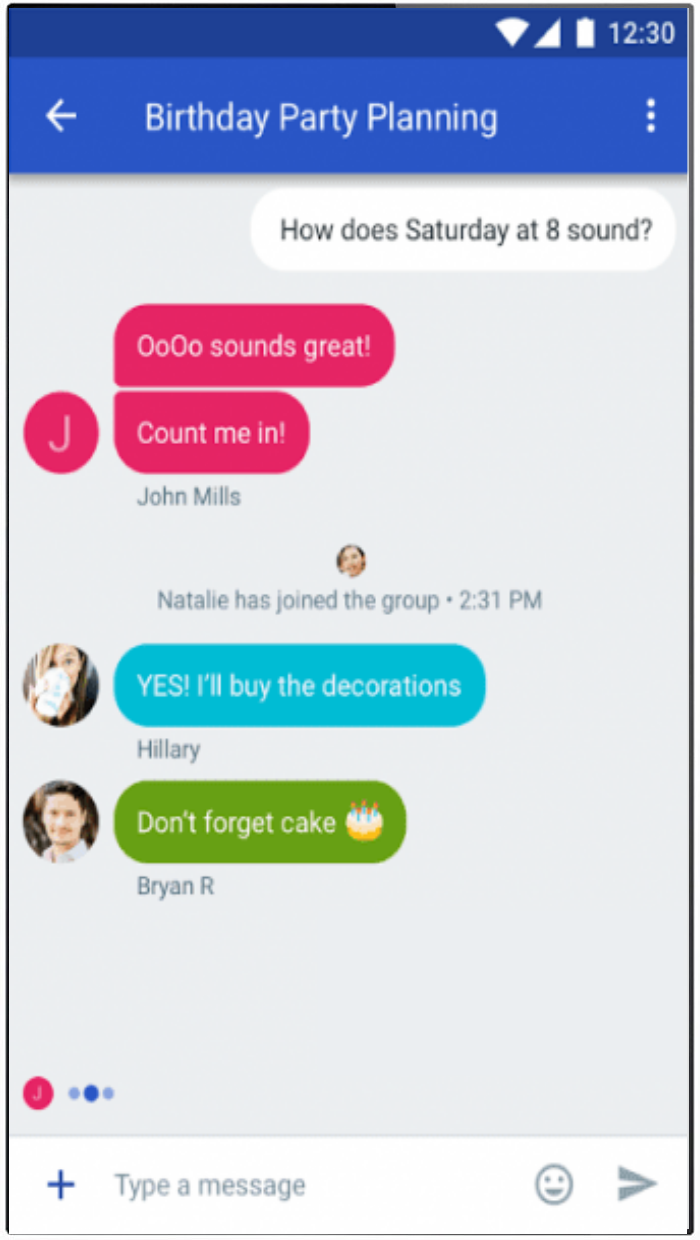 12:30
Birthday Party Planning
How does Saturday at 8 sound?
OoOo sounds great!
J
Count me in!
John Mills
Natalie has joined the group • 2:31 PM
YES! I'll buy the decorations
Hillary
Don't forget cake 🎂
Bryan R
J
Type a message